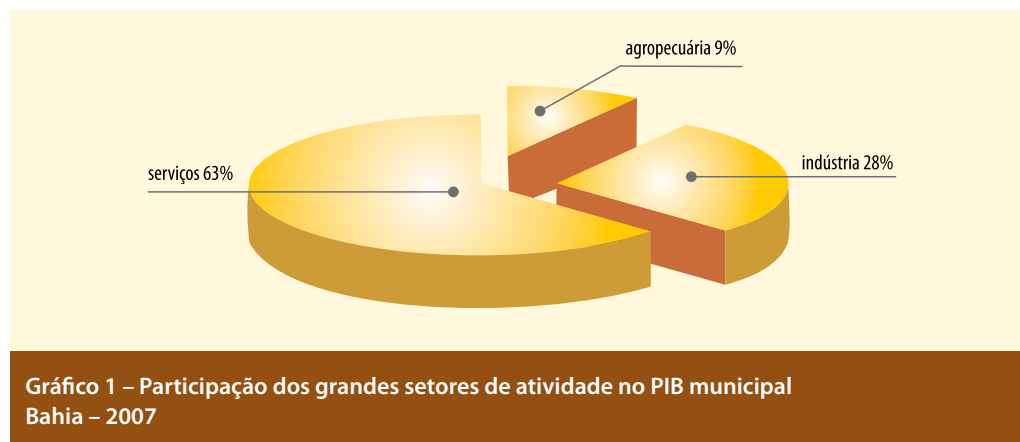 agropecuária 9%
indústria 28%
serviços 63%
Gráfico 1 – Participação dos grandes setores de atividade no PIB municipal
Bahia – 2007